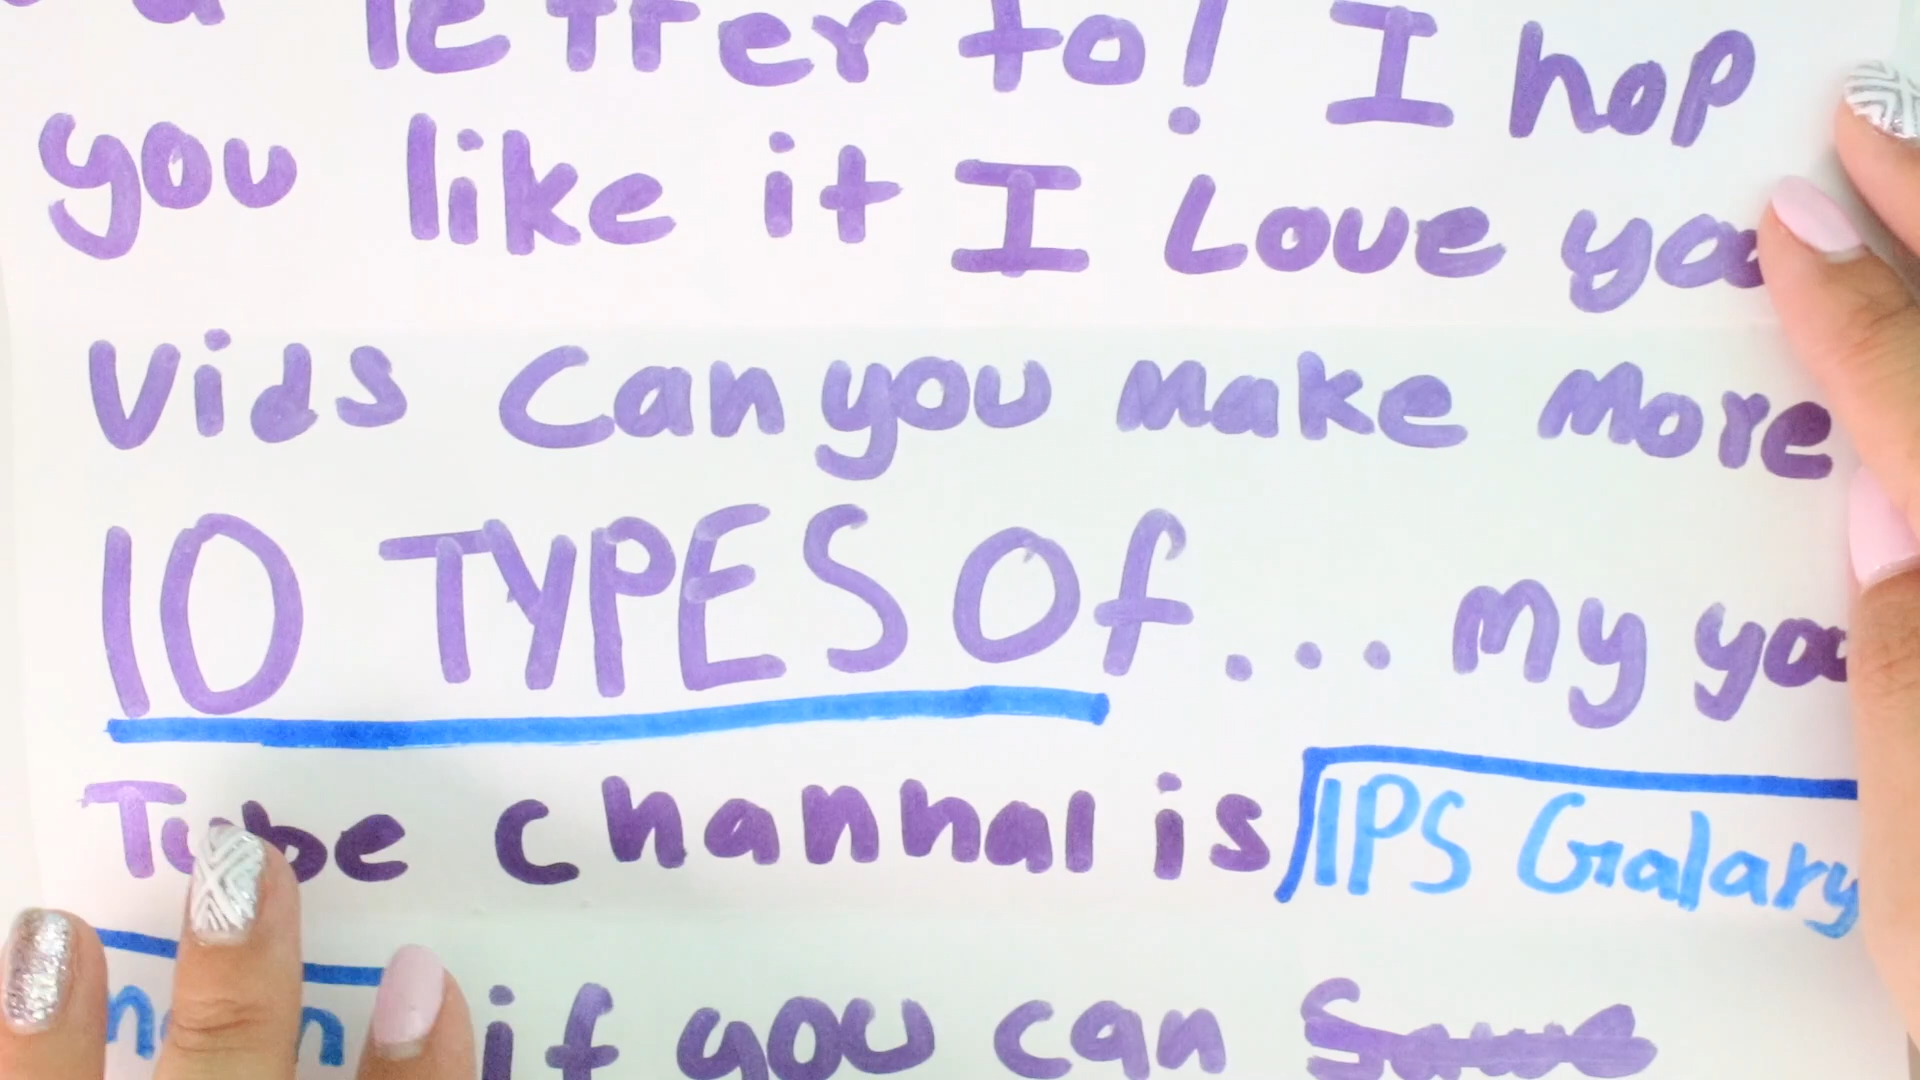 letter to! I hop
you like it I Love
Vids Can you make More
10 TYPES Of... My
Tube channal is IPS Galary
if you can